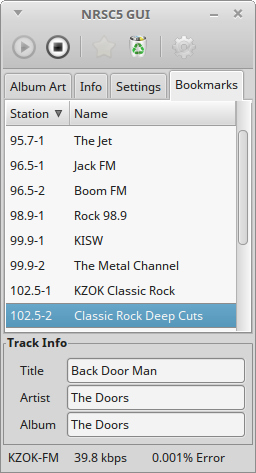 NRSC5 GUI
Album Art Info Settings Bookmarks
Station Name
95.7-1 The Jet
96.5-1 Jack FM
96.5-2 Boom FM
98.9-1 Rock 98.9
99.9-1 KISW
99.9-2 The Metal Channel
102.5-1 KZOK Classic Rock
102.5-2 Classic Rock Deep Cuts
Track Info
Title Back Door Man
Artist The Doors
Album The Doors
KZOK-FM 39.8 kbps 0.001% Error